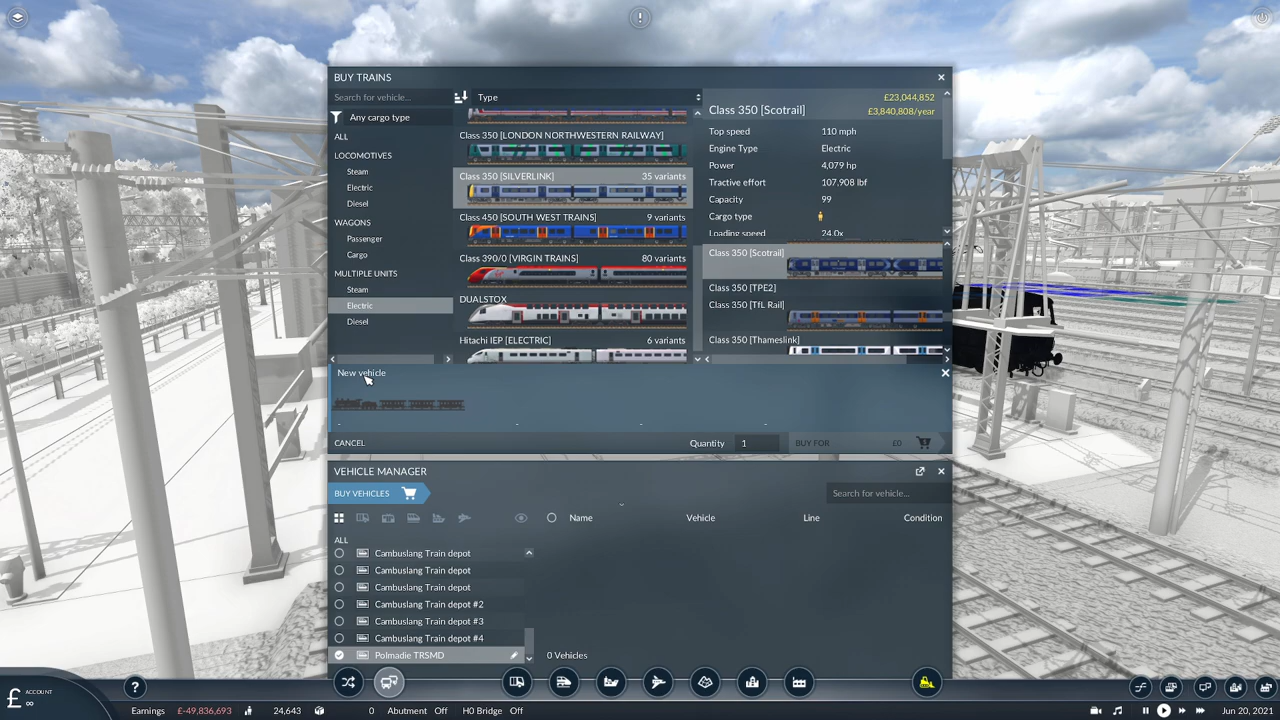 BUY TRAINS
Search for vehicle...
Type
Any cargo type
ALL
LOCOMOTIVES
Steam
Electric
Diesel
WAGONS
Passenger
Cargo
MULTIPLE UNITS
Steam
Electric
Diesel
Class 350 [LONDON NORTHWESTERN RAILWAY]
Class 350 [SILVERLINK] 35 variants
Class 450 [SOUTH WEST TRAINS] 9 variants
Class 390/0 [VIRGIN TRAINS] 80 variants
DUALSTOX
Hitachi IEP [ELECTRIC] 6 variants
£23,044,852
Class 350 [Scotrail]
£3,840,808/year
Top speed 110 mph
Engine Type Electric
Power 4,079 hp
Tractive effort 107,908 lbf
Capacity 99
Cargo type
Loading speed 24.0x
Class 350 [Scotrail]
Class 350 [TPE2]
Class 350 [TfL Rail]
Class 350 [Thameslink]
New vehicle
- - - -
CANCEL
Quantity 1
BUY FOR £0
VEHICLE MANAGER
BUY VEHICLES
Search for vehicle...
Name Vehicle Line Condition
ALL
Cambuslang Train depot
Cambuslang Train depot
Cambuslang Train depot
Cambuslang Train depot #2
Cambuslang Train depot #3
Cambuslang Train depot #4
Polmadie TRSMD
0 Vehicles
£ ACCOUNT
∞
?
Earnings £-49,836,693 24,643 0 Abutment Off H0 Bridge Off
Jun 20, 2021